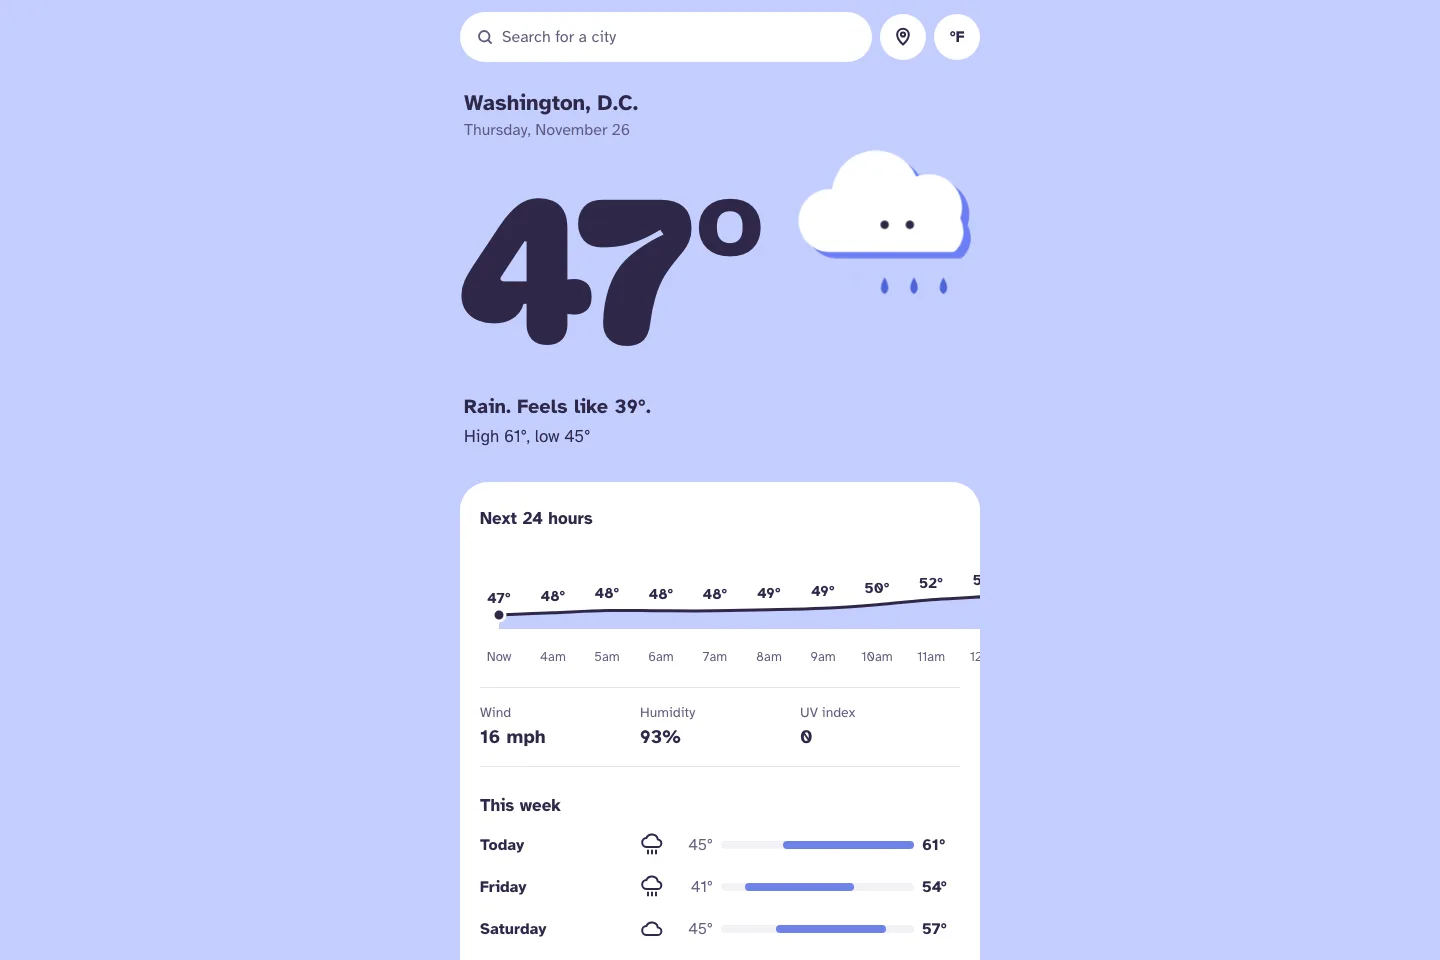 Search for a city
°F
Washington, D.C.
Thursday, November 26
47°
Rain. Feels like 39°.
High 61°, low 45°
Next 24 hours
47° 48° 48° 48° 48° 49° 49° 50° 52° 5
Now 4am 5am 6am 7am 8am 9am 10am 11am 12
Wind Humidity UV index
16 mph 93% 0
This week
Today 45° 61°
Friday 41° 54°
Saturday 45° 57°